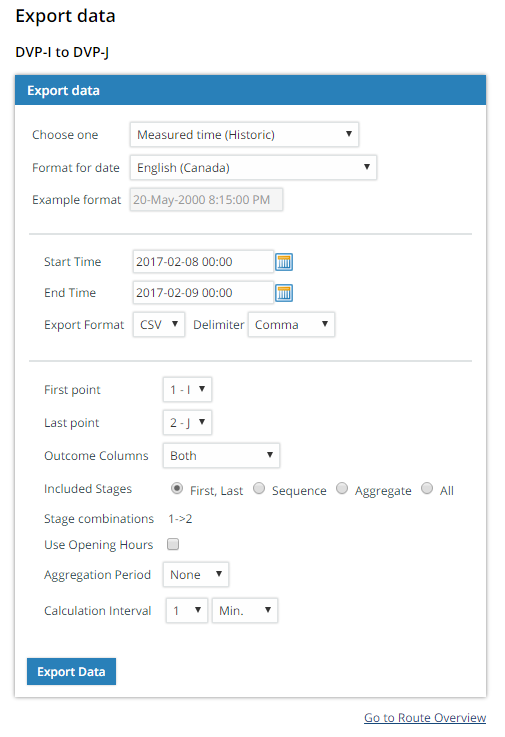 Export data
DVP-I to DVP-J
Export data
Choose one Measured time (Historic)
Format for date English (Canada)
Example format 20-May-2000 8:15:00 PM
Start Time 2017-02-08 00:00
End Time 2017-02-09 00:00
Export Format CSV Delimiter Comma
First point 1 - I
Last point 2 - J
Outcome Columns Both
Included Stages First, Last Sequence Aggregate All
Stage combinations 1->2
Use Opening Hours
Aggregation Period None
Calculation Interval 1 Min.
Export Data
Go to Route Overview